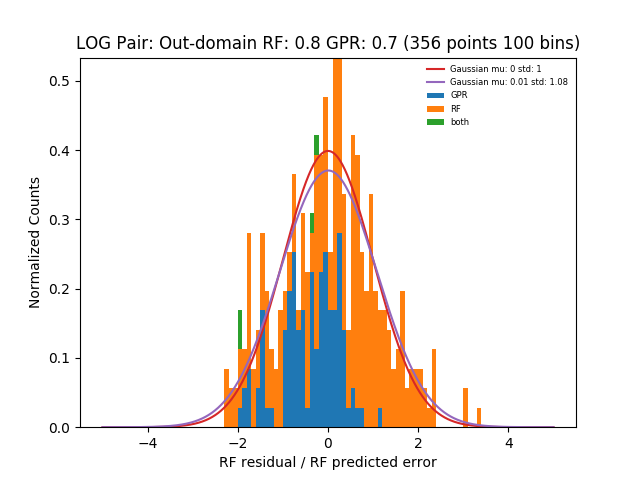 LOG Pair: Out-domain RF: 0.8 GPR: 0.7 (356 points 100 bins)
Gaussian mu: 0 std: 1
Gaussian mu: 0.01 std: 1.08
GPR
RF
both
Normalized Counts
0.5
0.4
0.3
0.2
0.1
0.0
−4 −2 0 2 4
RF residual / RF predicted error